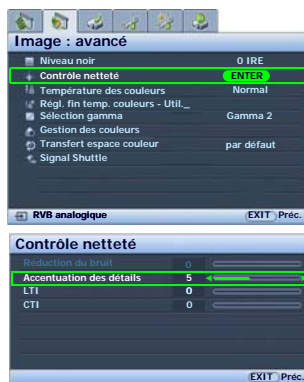 Image : avancé
Niveau noir 0 IRE
Contrôle netteté ENTER
Température des couleurs Normal
Régl. fin temp. couleurs - Util._
Sélection gamma Gamma 2
Gestion des couleurs
Transfert espace couleur par défaut
Signal Shuttle
RVB analogique EXIT Préc.
Contrôle netteté
Réduction du bruit 0
Accentuation des détails 5
LTI 0
CTI 0
EXIT Préc.